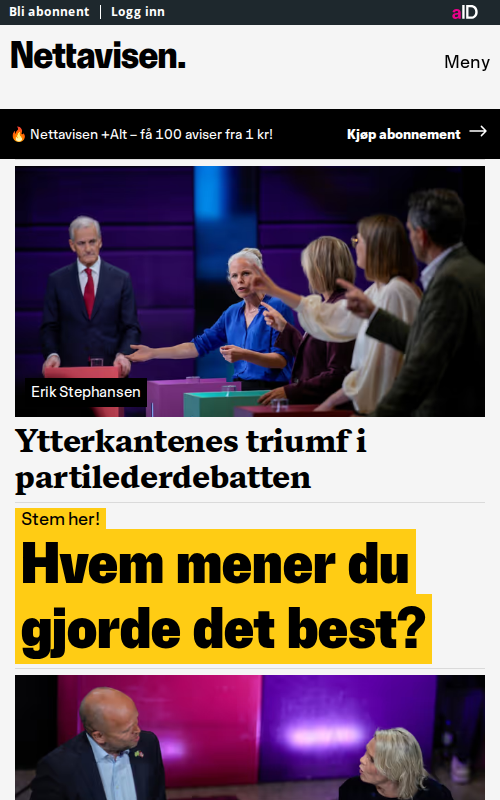 Bli abonnent | Logg inn
aID
Nettavisen.
Meny
🔥 Nettavisen +Alt – få 100 aviser fra 1 kr!
Kjøp abonnement →
Erik Stephansen
Ytterkantenes triumf i
partilederdebatten
Stem her!
Hvem mener du
gjorde det best?